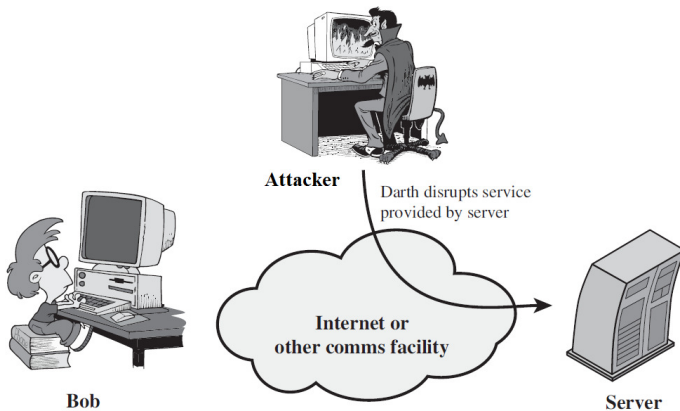 Attacker
Darth disrupts service
provided by server
Internet or
other comms facility
Bob
Server